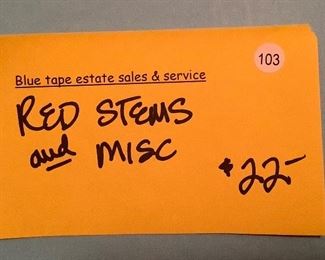 103
Blue tape estate sales & service
RED STEMS
and MISC
$22-